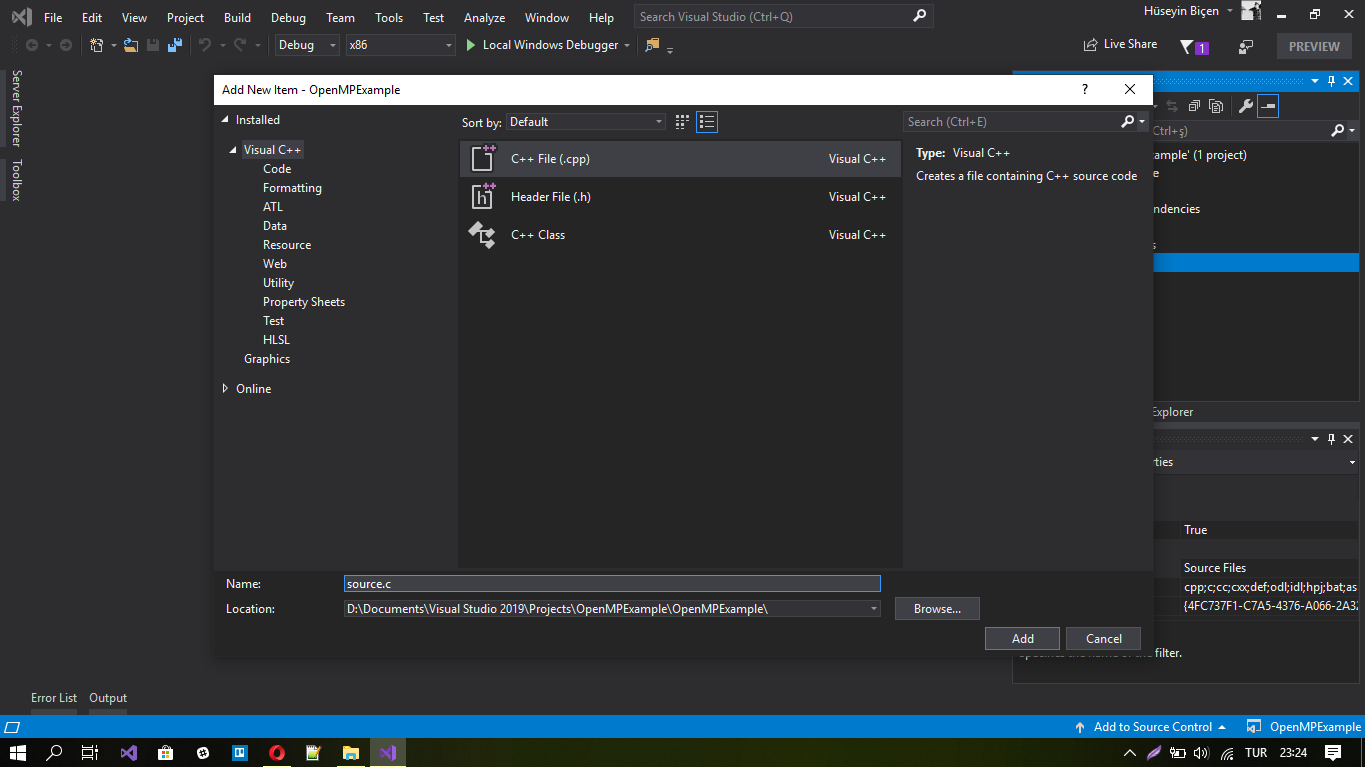 File Edit View Project Build Debug Team Tools Test Analyze Window Help Search Visual Studio (Ctrl+Q) Hüseyin Biçen
Debug x86 Local Windows Debugger Live Share 1 PREVIEW
Server Explorer
Toolbox
Add New Item - OpenMPExample ?
Installed
Visual C++
Code
Formatting
ATL
Data
Resource
Web
Utility
Property Sheets
Test
HLSL
Graphics
Online
Sort by: Default
C++ File (.cpp) Visual C++
Header File (.h) Visual C++
C++ Class Visual C++
Search (Ctrl+E)
Type: Visual C++
Creates a file containing C++ source code
Name: source.c
Location: D:\Documents\Visual Studio 2019\Projects\OpenMPExample\OpenMPExample\
Browse...
Add Cancel
Ctrl+ş)
xample' (1 project)
e
ndencies
s
Explorer
rties
True
Source Files
cpp;c;cc;cxx;def;odl;idl;hpj;bat;as
{4FC737F1-C7A5-4376-A066-2A32
filter.
Error List Output
Add to Source Control OpenMPExample
TUR 23:24